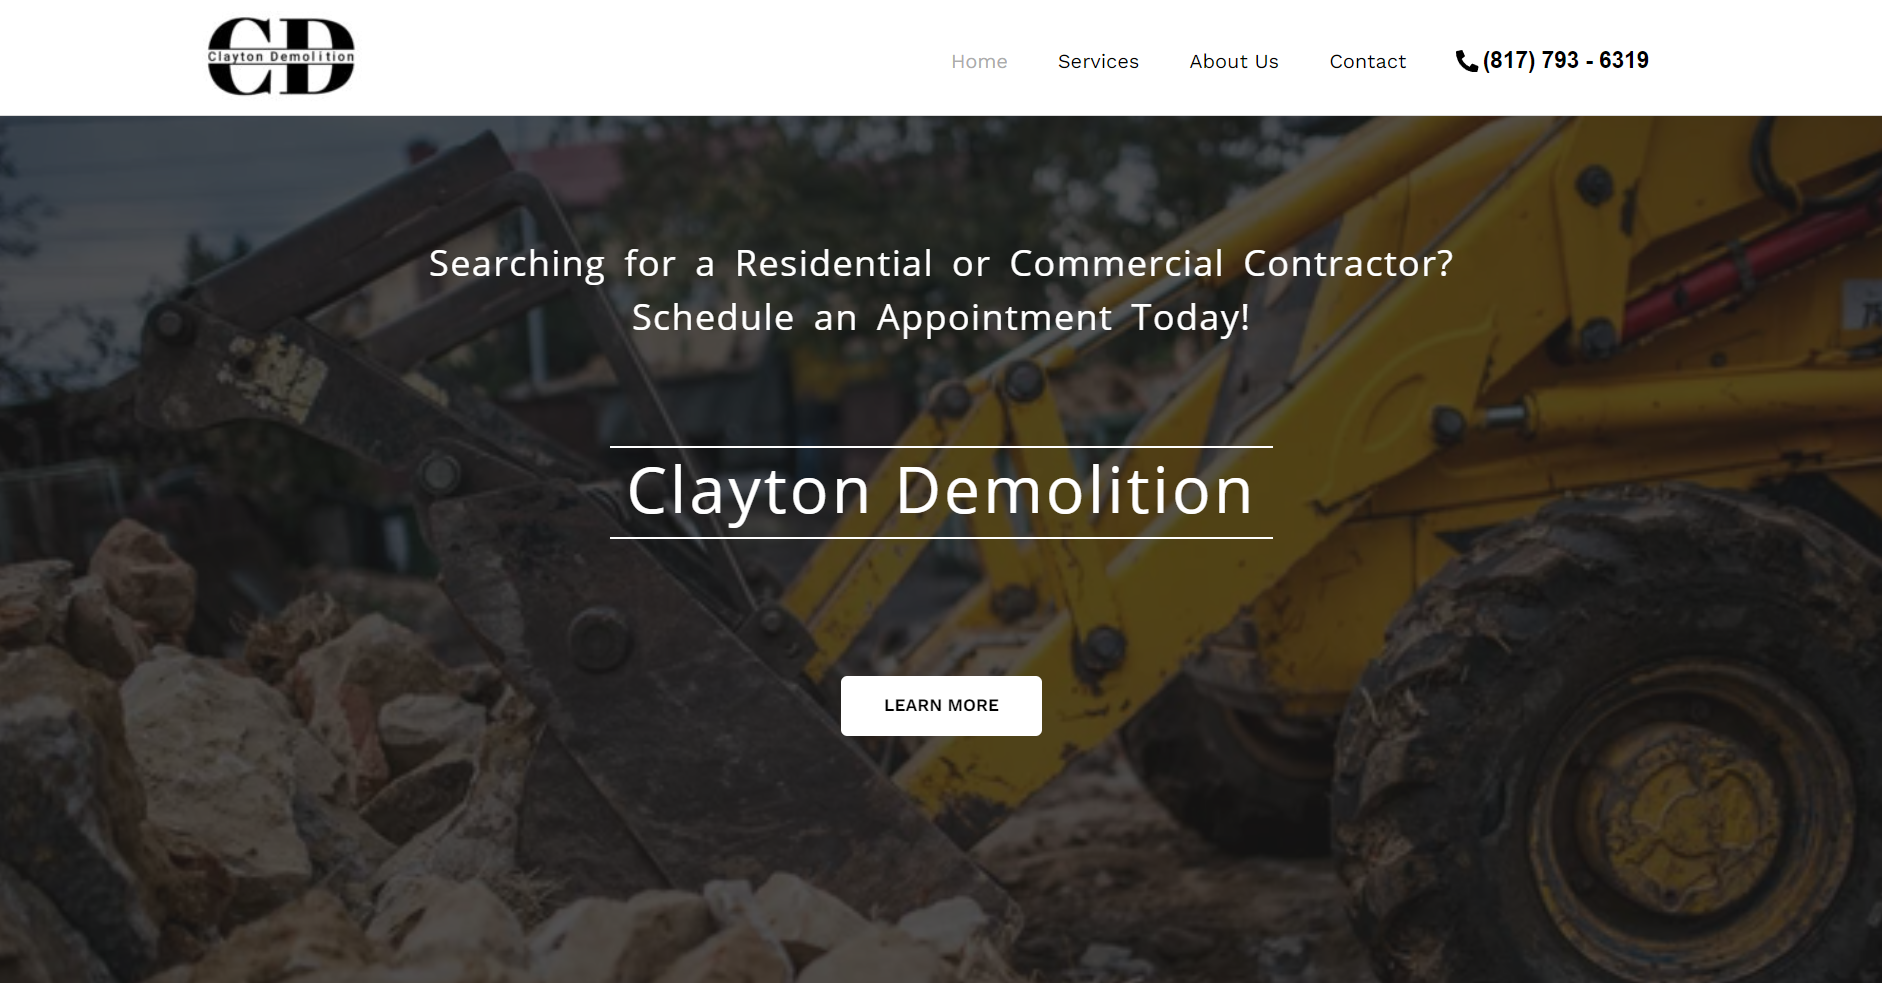 CD
Clayton Demolition
Home
Services
About Us
Contact
(817) 793 - 6319
Searching for a Residential or Commercial Contractor?
Schedule an Appointment Today!
Clayton Demolition
LEARN MORE